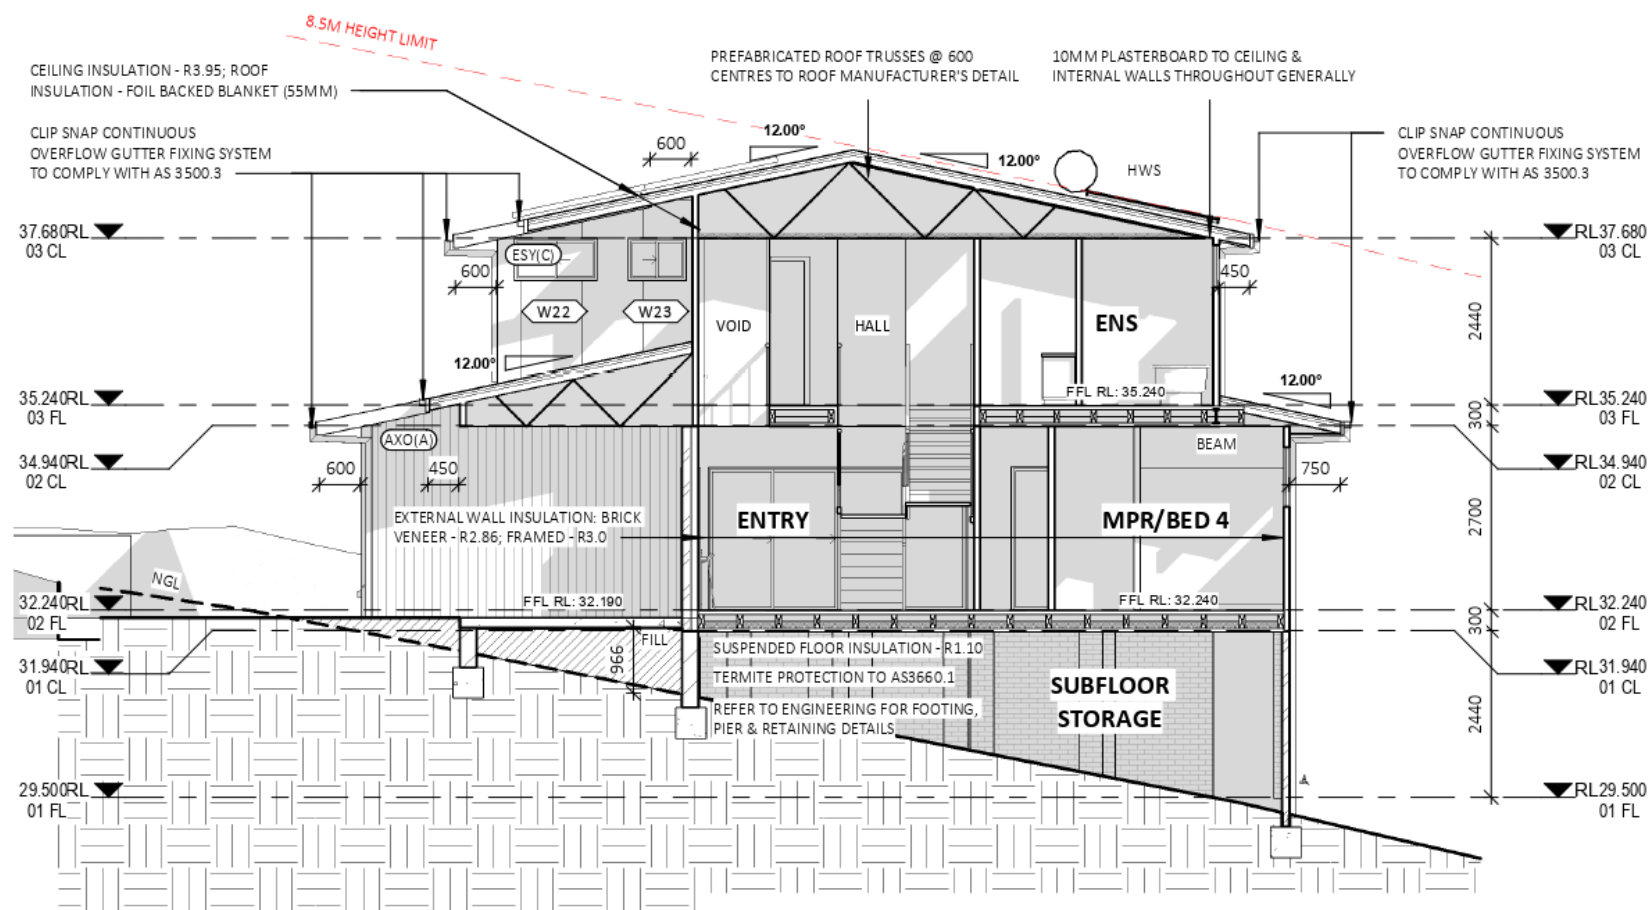 8.5M HEIGHT LIMIT
CEILING INSULATION - R3.95; ROOF
INSULATION - FOIL BACKED BLANKET (55MM)
PREFABRICATED ROOF TRUSSES @ 600
CENTRES TO ROOF MANUFACTURER'S DETAIL
10MM PLASTERBOARD TO CEILING &
INTERNAL WALLS THROUGHOUT GENERALLY
CLIP SNAP CONTINUOUS
OVERFLOW GUTTER FIXING SYSTEM
TO COMPLY WITH AS 3500.3
CLIP SNAP CONTINUOUS
OVERFLOW GUTTER FIXING SYSTEM
TO COMPLY WITH AS 3500.3
600
12.00°
12.00°
HWS
37.680RL
03 CL
RL37.680
03 CL
ESY(C)
600
450
W22
W23
VOID
HALL
ENS
2440
12.00°
12.00°
FFL RL: 35.240
35.240RL
03 FL
RL35.240
03 FL
300
AXO(A)
BEAM
34.940RL
02 CL
RL34.940
02 CL
600
450
750
EXTERNAL WALL INSULATION: BRICK
VENEER - R2.86; FRAMED - R3.0
ENTRY
MPR/BED 4
2700
NGL
FFL RL: 32.190
FFL RL: 32.240
32.240RL
02 FL
RL32.240
02 FL
300
FILL
966
SUSPENDED FLOOR INSULATION - R1.10
TERMITE PROTECTION TO AS3660.1
REFER TO ENGINEERING FOR FOOTING,
PIER & RETAINING DETAILS
SUBFLOOR
STORAGE
31.940RL
01 CL
RL31.940
01 CL
2440
29.500RL
01 FL
RL29.500
01 FL